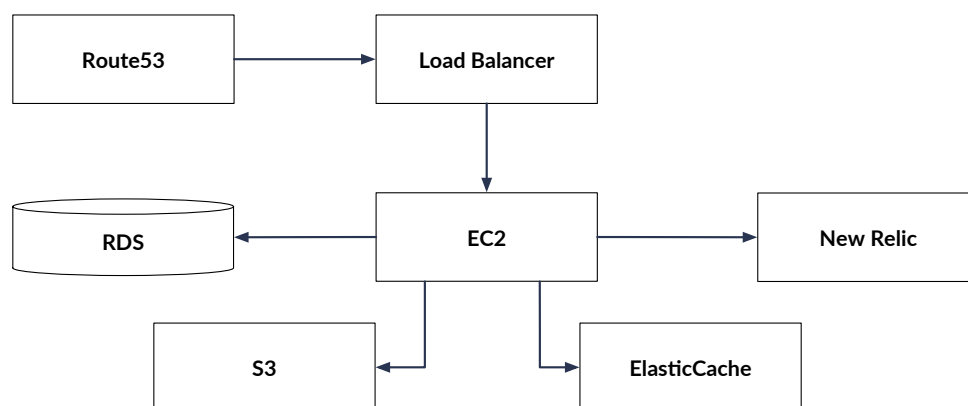 Route53
Load Balancer
RDS
EC2
New Relic
S3
ElasticCache